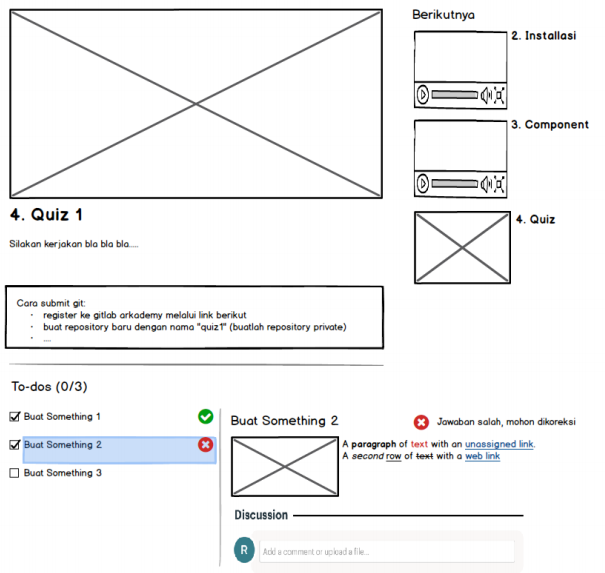 Berikutnya
2. Installasi
3. Component
4. Quiz
4. Quiz 1
Silakan kerjakan bla bla bla....
Cara submit git:
· register ke gitlab arkademy melalui link berikut
· buat repository baru dengan nama "quiz1" (buatlah repository private)
· ....
To-dos (0/3)
Buat Something 1
Buat Something 2
Buat Something 3
Buat Something 2
Jawaban salah, mohon dikoreksi
A paragraph of text with an unassigned link.
A second row of text with a web link
Discussion
R
Add a comment or upload a file...